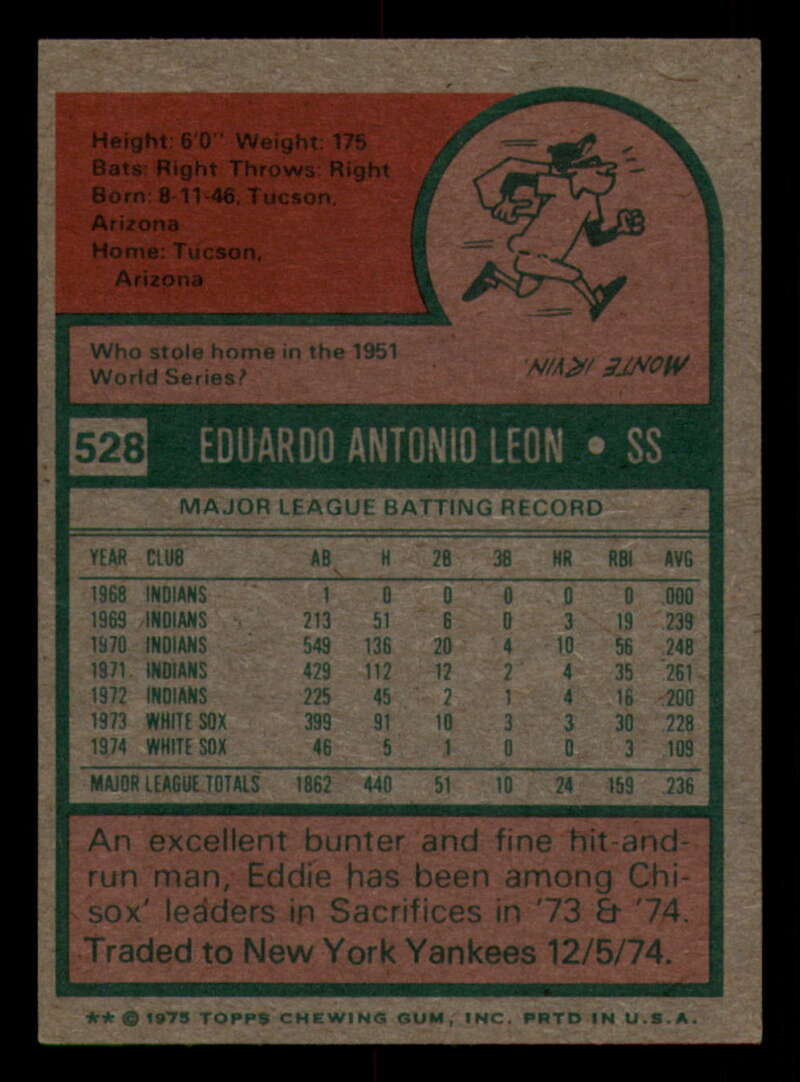 Height: 6'0" Weight: 175
Bats: Right Throws: Right
Born: 8-11-46, Tucson,
Arizona
Home: Tucson,
Arizona
Who stole home in the 1951
World Series?
MONTE IRVIN.
528 EDUARDO ANTONIO LEON • SS
MAJOR LEAGUE BATTING RECORD
YEAR CLUB AB H 2B 3B HR RBI AVG
1968 INDIANS 1 0 0 0 0 0 .000
1969 INDIANS 213 51 6 0 3 19 .239
1970 INDIANS 549 136 20 4 10 56 .248
1971 INDIANS 429 112 12 2 4 35 .261
1972 INDIANS 225 45 2 1 4 16 .200
1973 WHITE SOX 399 91 10 3 3 30 .228
1974 WHITE SOX 46 5 1 0 0 3 .109
MAJOR LEAGUE TOTALS 1862 440 51 10 24 159 .236
An excellent bunter and fine hit-and-
run man, Eddie has been among Chi-
sox' leaders in Sacrifices in '73 & '74.
Traded to New York Yankees 12/5/74.
** © 1975 TOPPS CHEWING GUM, INC. PRTD IN U.S.A.